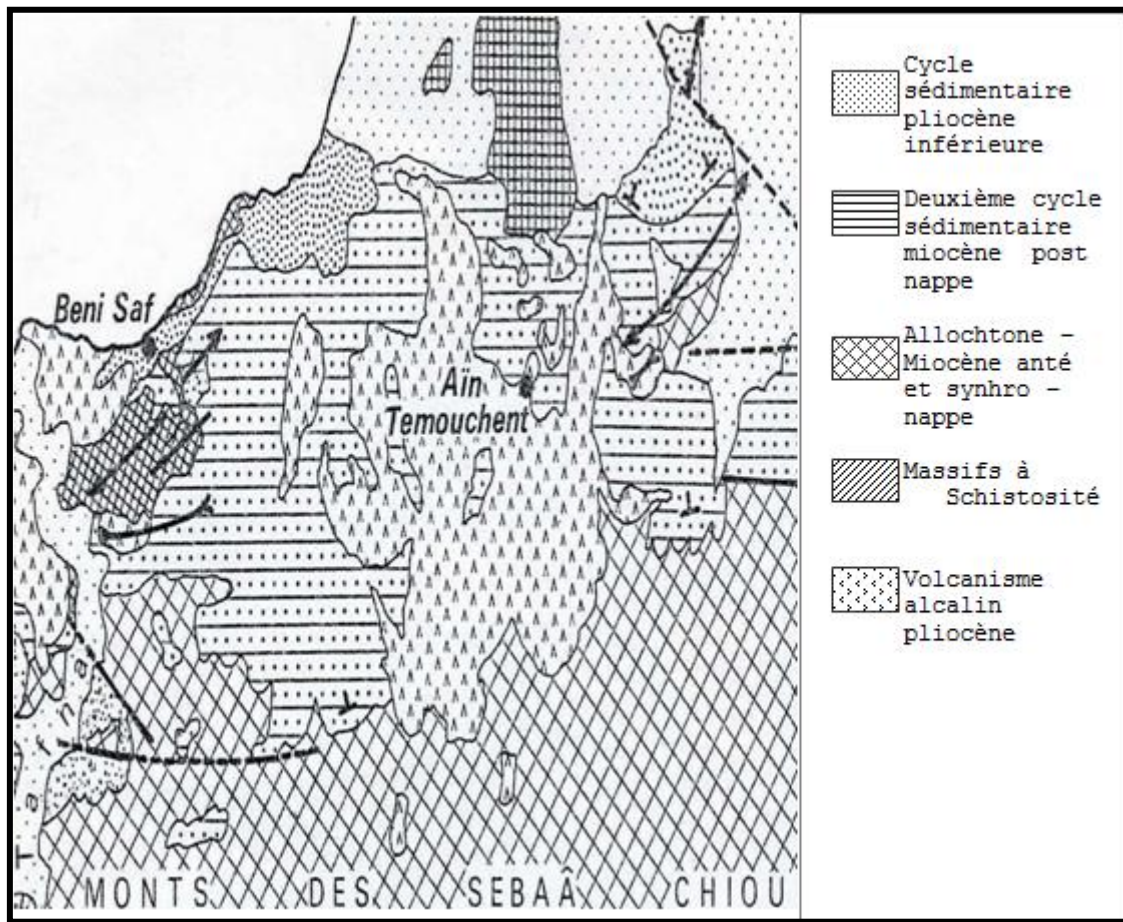 Beni Saf
Aïn
Temouchent
Tafna
MONTS DES SEBAÂ CHIOU
Cycle
sédimentaire
pliocène
inférieure
Deuxième cycle
sédimentaire
miocène post
nappe
Allochtone –
Miocène anté
et synhro –
nappe
Massifs à
Schistosité
Volcanisme
alcalin
pliocène